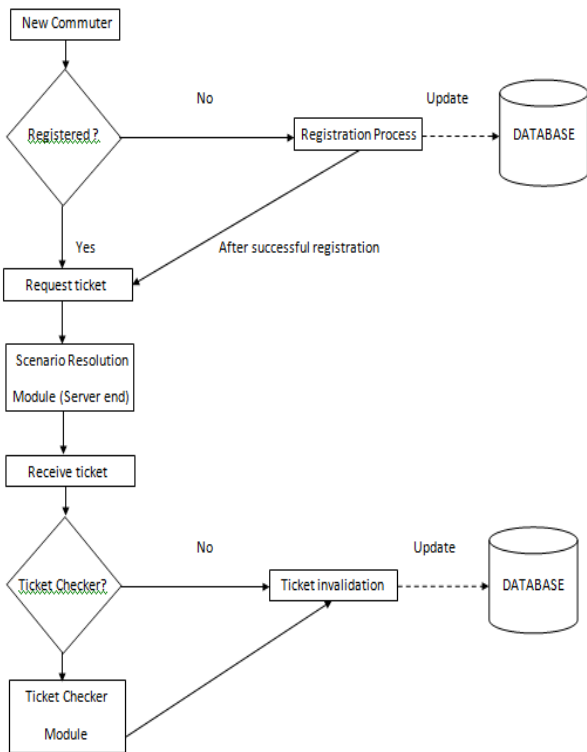 New Commuter
No
Update
Registered ?
Registration Process
DATABASE
Yes
After successful registration
Request ticket
Scenario Resolution
Module (Server end)
Receive ticket
No
Update
Ticket Checker?
Ticket invalidation
DATABASE
Ticket Checker
Module